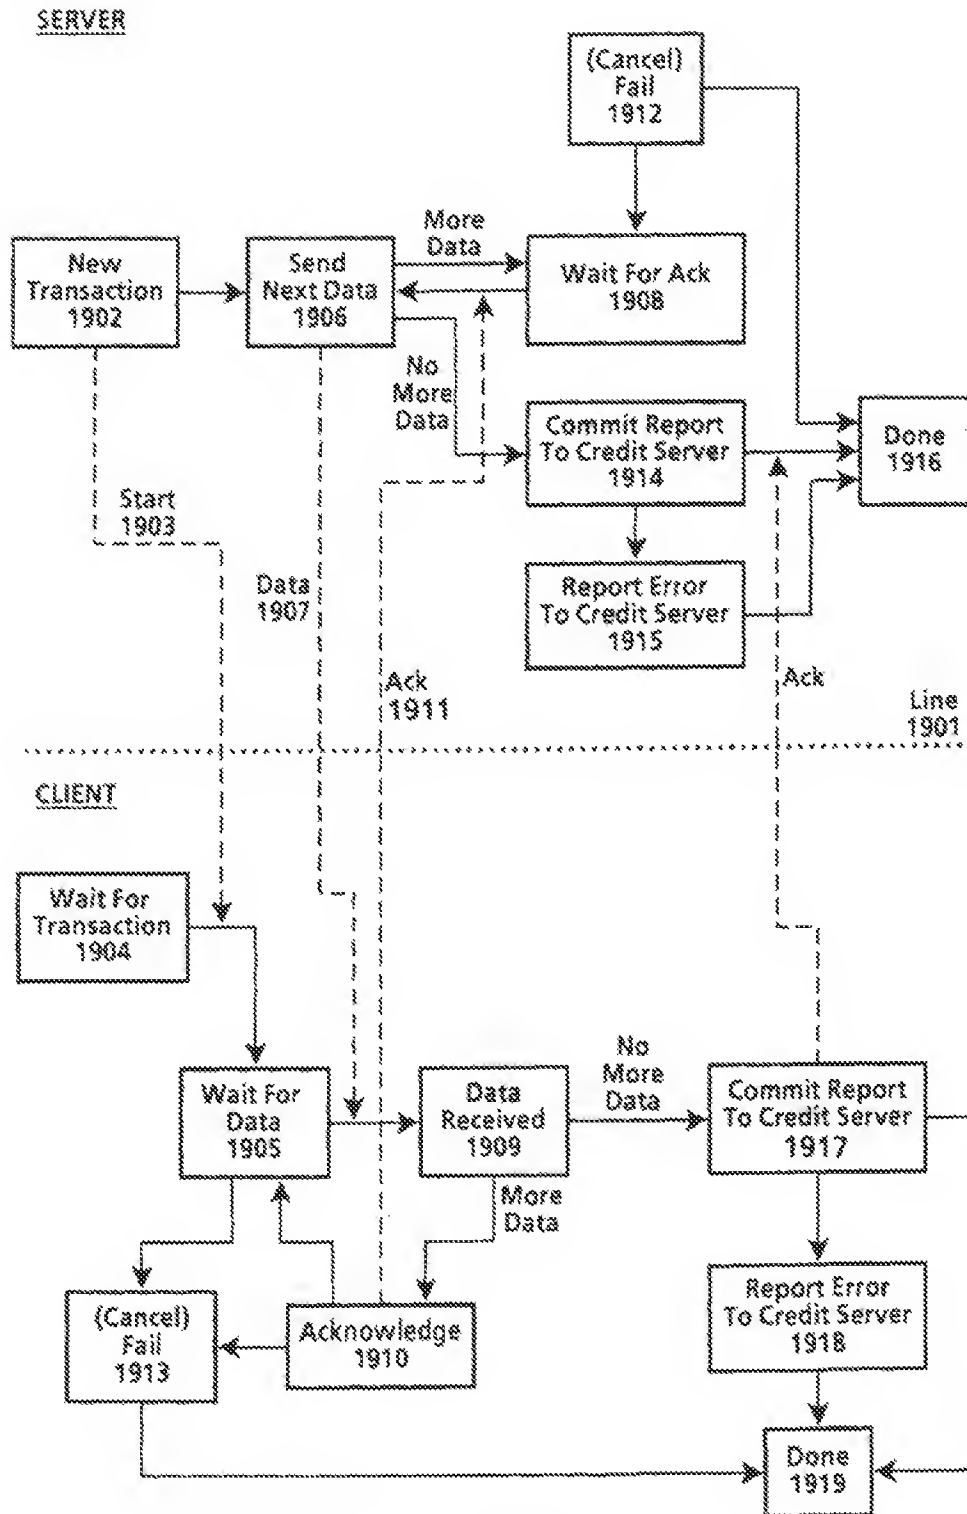 SERVER
(Cancel)
Fail
1912
More
Data
New
Transaction
1902
Send
Next Data
1906
Wait For Ack
1908
No
More
Data
Commit Report
To Credit Server
1914
Done
1916
Start
1903
Data
1907
Report Error
To Credit Server
1915
Ack
1911
Ack
Line
1901
CLIENT
Wait For
Transaction
1904
Wait For
Data
1905
Data
Received
1909
No
More
Data
Commit Report
To Credit Server
1917
More
Data
(Cancel)
Fail
1913
Acknowledge
1910
Report Error
To Credit Server
1918
Done
1919